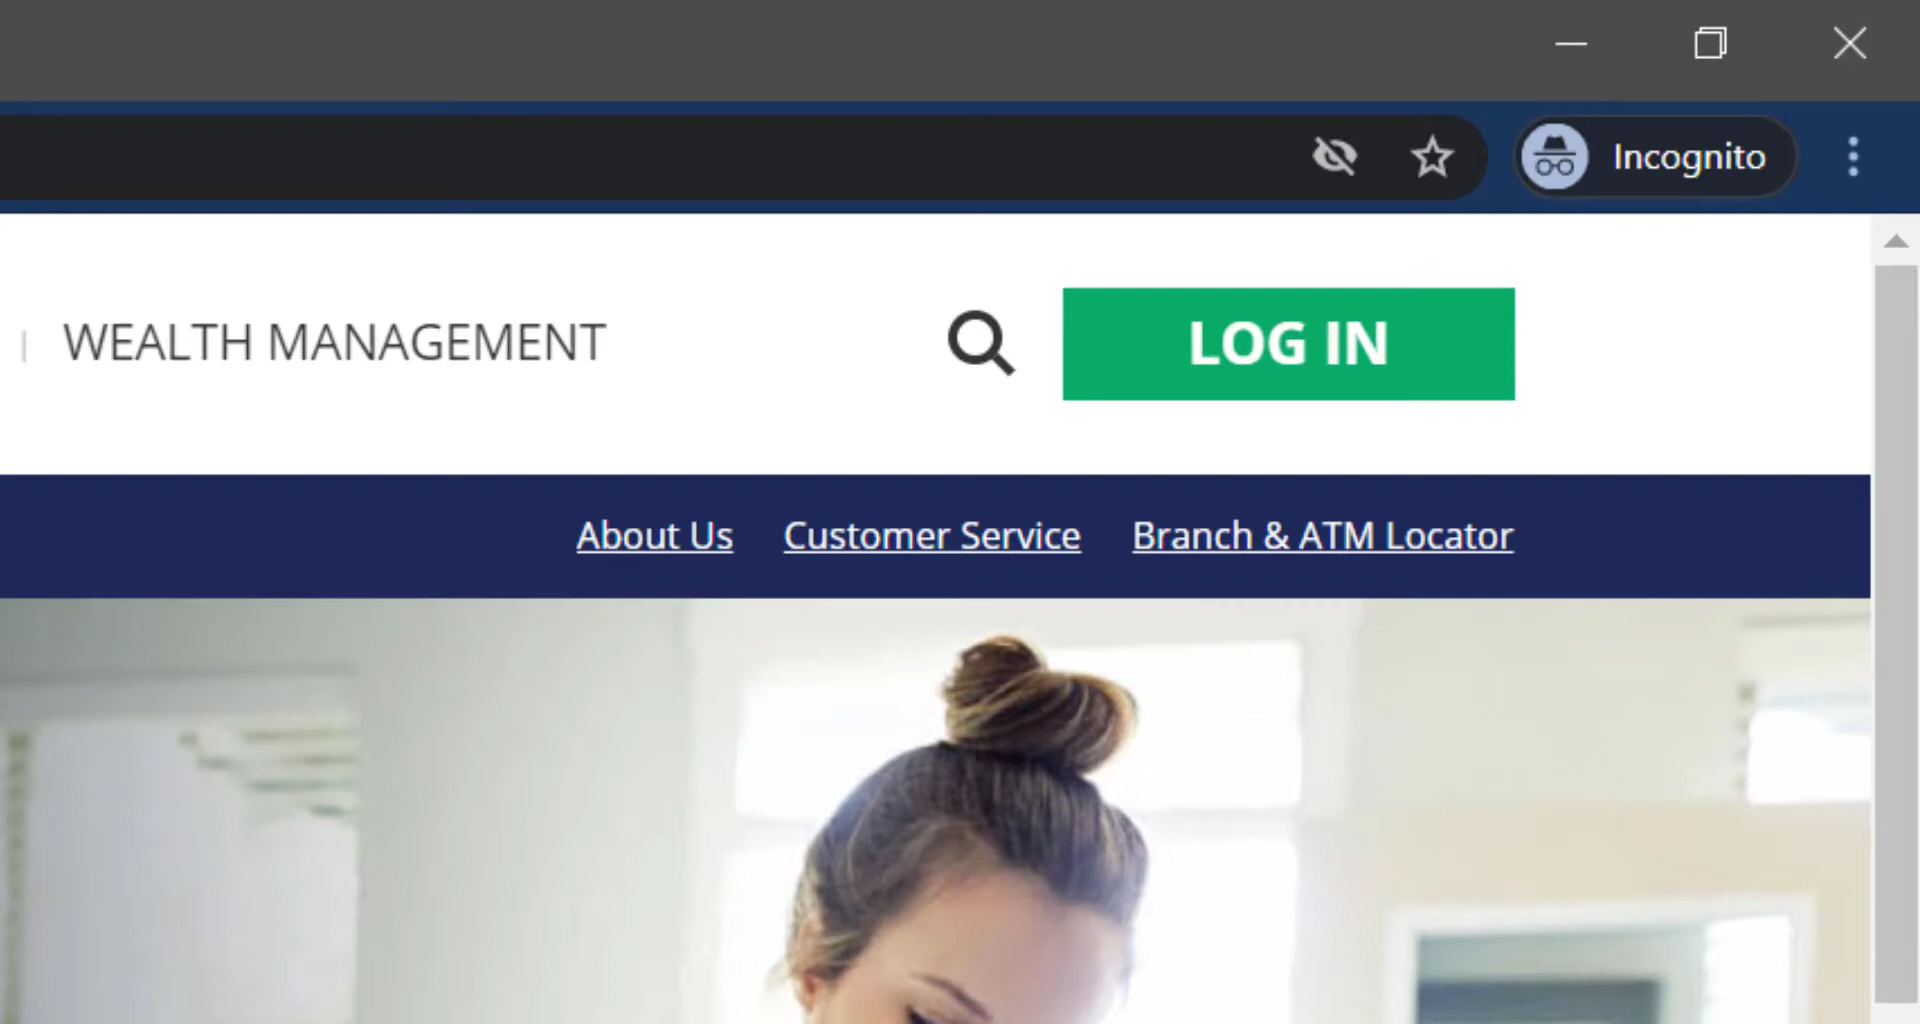 Incognito
WEALTH MANAGEMENT
LOG IN
About Us Customer Service Branch & ATM Locator